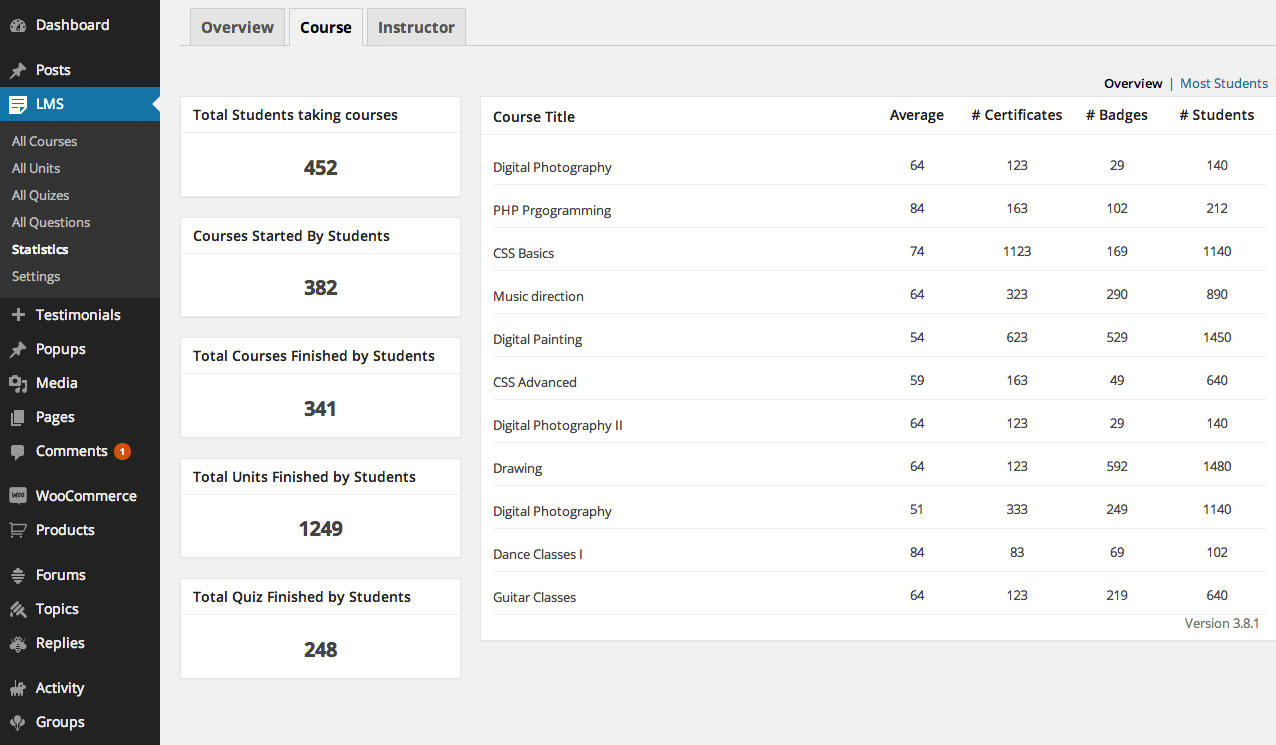 Dashboard
Posts
LMS
All Courses
All Units
All Quizes
All Questions
Statistics
Settings
Testimonials
Popups
Media
Pages
Comments 1
WooCommerce
Products
Forums
Topics
Replies
Activity
Groups
Overview Course Instructor
Overview | Most Students
Total Students taking courses
452
Courses Started By Students
382
Total Courses Finished by Students
341
Total Units Finished by Students
1249
Total Quiz Finished by Students
248
Course Title Average # Certificates # Badges # Students
Digital Photography 64 123 29 140
PHP Prgogramming 84 163 102 212
CSS Basics 74 1123 169 1140
Music direction 64 323 290 890
Digital Painting 54 623 529 1450
CSS Advanced 59 163 49 640
Digital Photography II 64 123 29 140
Drawing 64 123 592 1480
Digital Photography 51 333 249 1140
Dance Classes I 84 83 69 102
Guitar Classes 64 123 219 640
Version 3.8.1